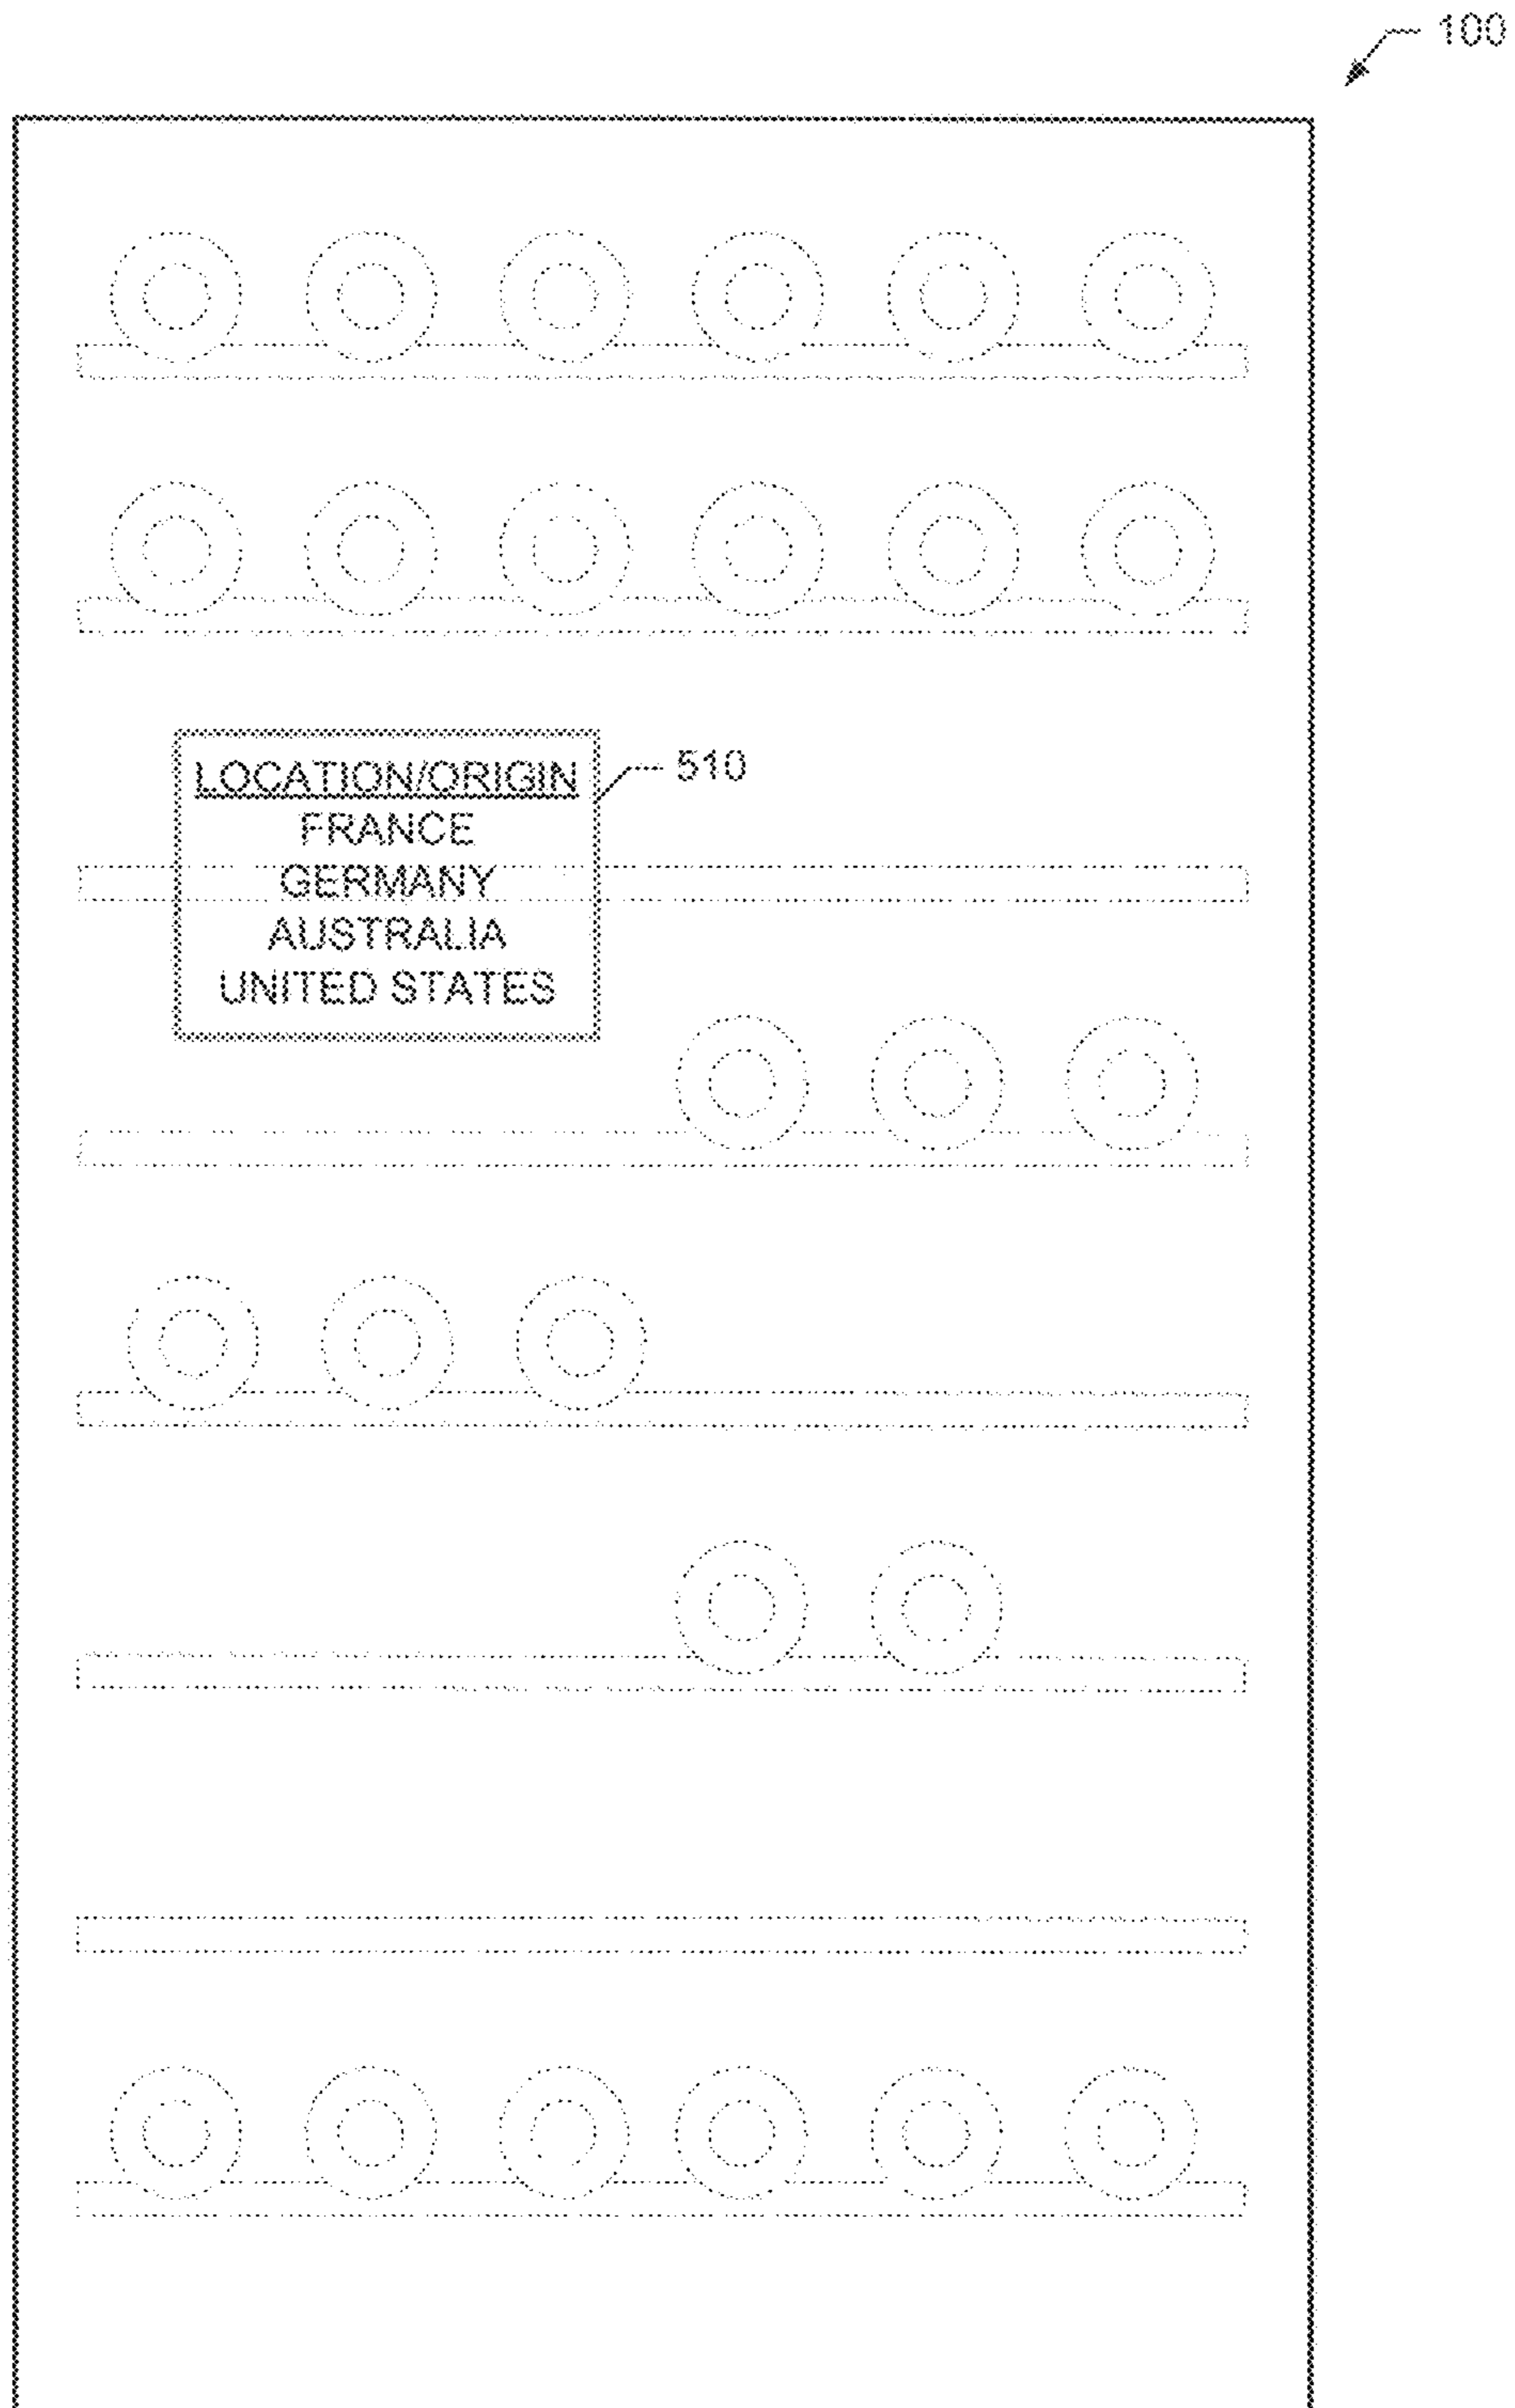 100
LOCATION/ORIGIN
510
FRANCE
GERMANY
AUSTRALIA
UNITED STATES